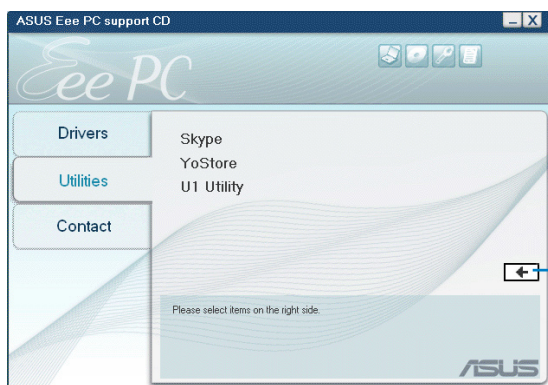 ASUS Eee PC support CD
Eee PC
Drivers
Utilities
Contact
Skype
YoStore
U1 Utility
Please select items on the right side.
ASUS